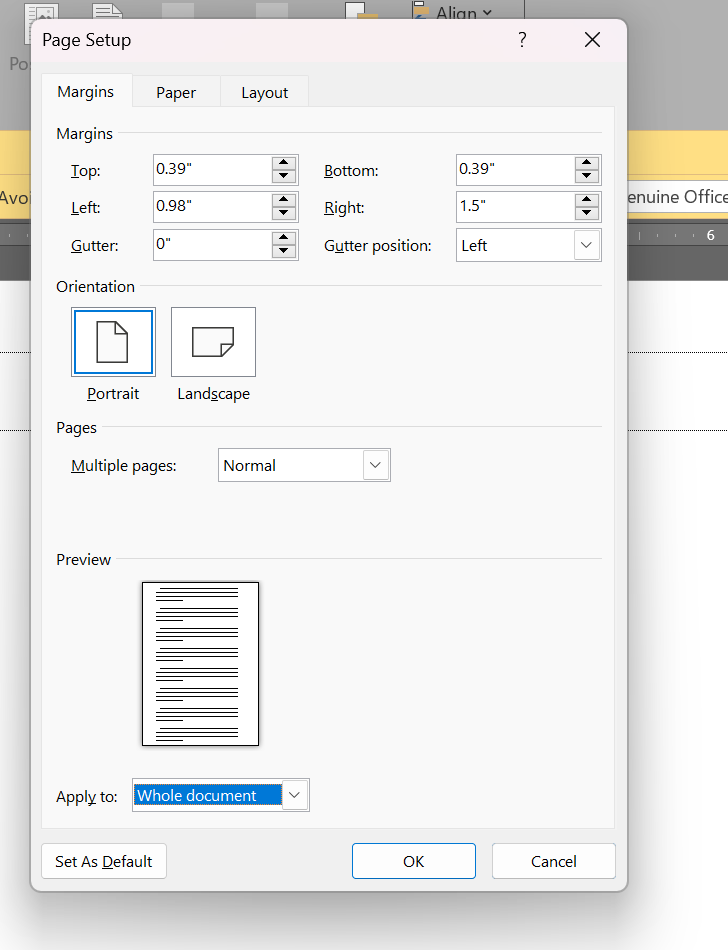 Align
Page Setup
?
Po
Margins
Paper
Layout
Margins
Top: 0.39" Bottom: 0.39"
Avoi
enuine Office
Left: 0.98" Right: 1.5"
6
Gutter: 0" Gutter position: Left
Orientation
Portrait Landscape
Pages
Multiple pages: Normal
Preview
Apply to: Whole document
Set As Default OK Cancel